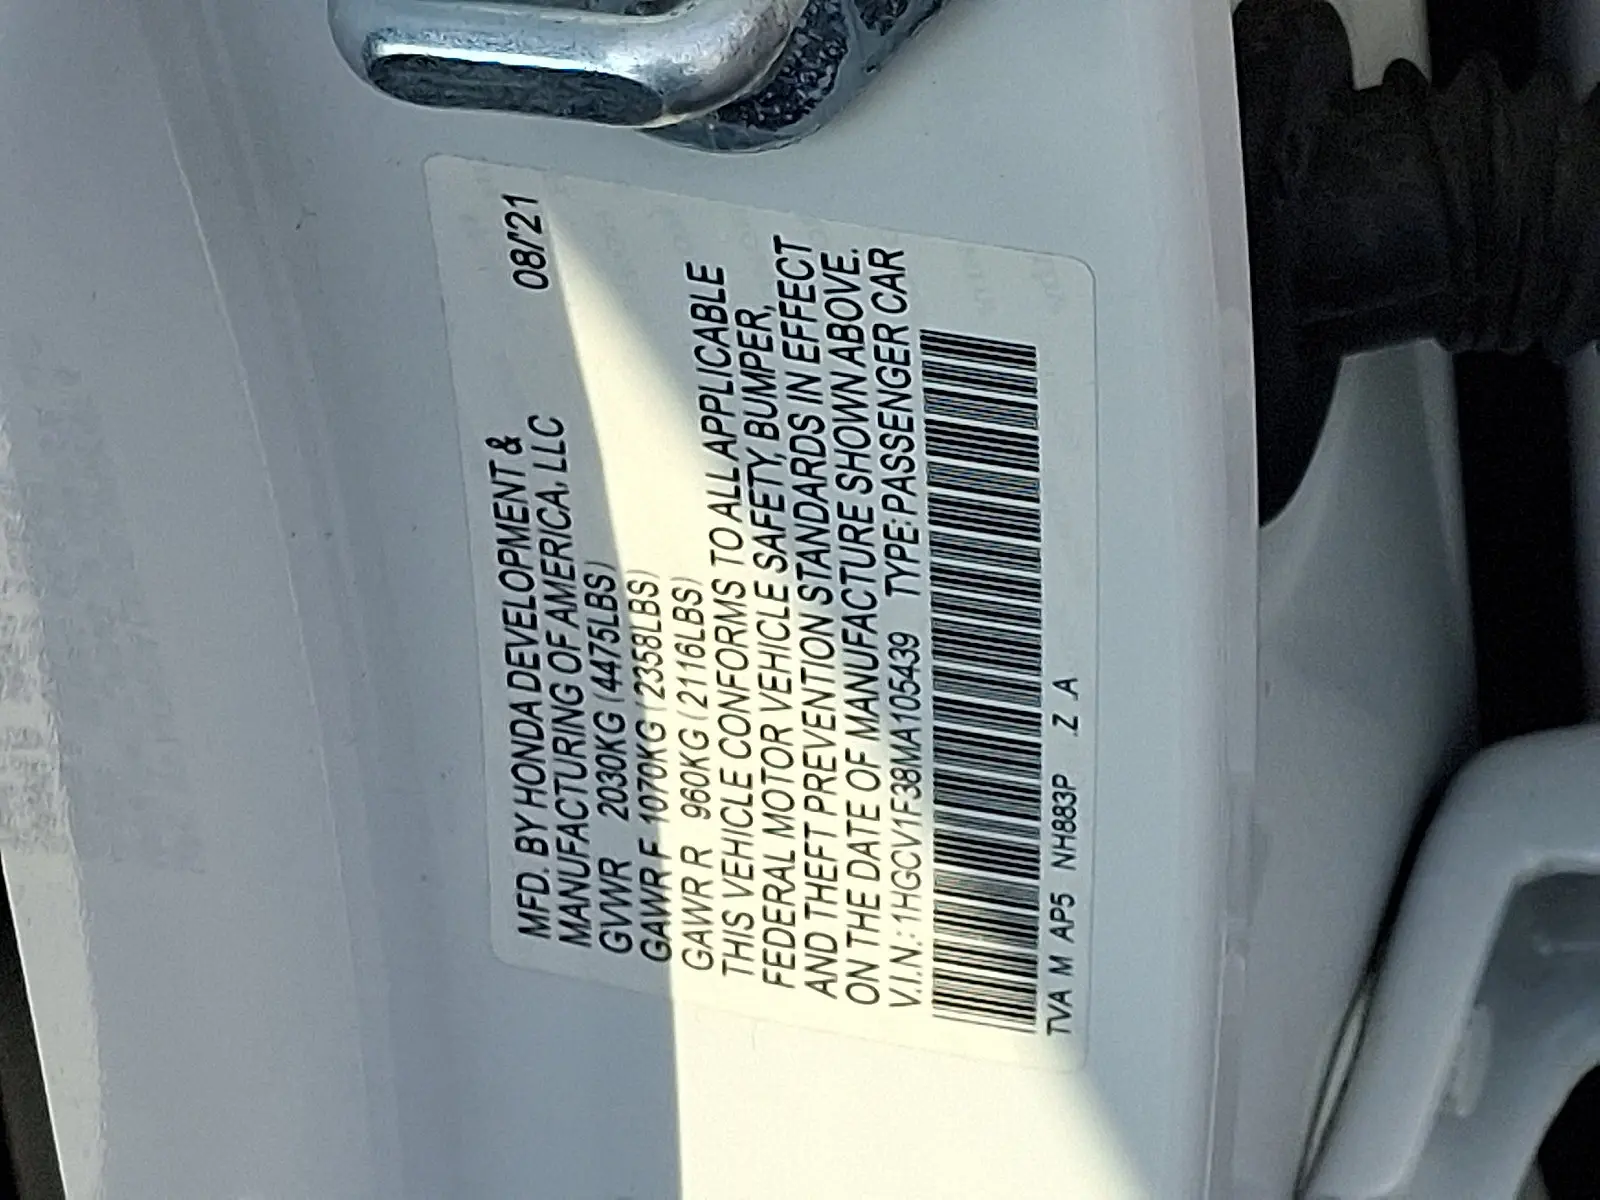 MFD. BY HONDA DEVELOPMENT &
MANUFACTURING OF AMERICA, LLC 08/'21
GVWR 2030KG (4475LBS)
GAWR F 1070KG (2358LBS)
GAWR R 960KG (2116LBS)
THIS VEHICLE CONFORMS TO ALL APPLICABLE
FEDERAL MOTOR VEHICLE SAFETY, BUMPER,
AND THEFT PREVENTION STANDARDS IN EFFECT
ON THE DATE OF MANUFACTURE SHOWN ABOVE.
V.I.N.: 1HGCV1F38MA105439 TYPE: PASSENGER CAR
TVA M AP5 NH883P Z A